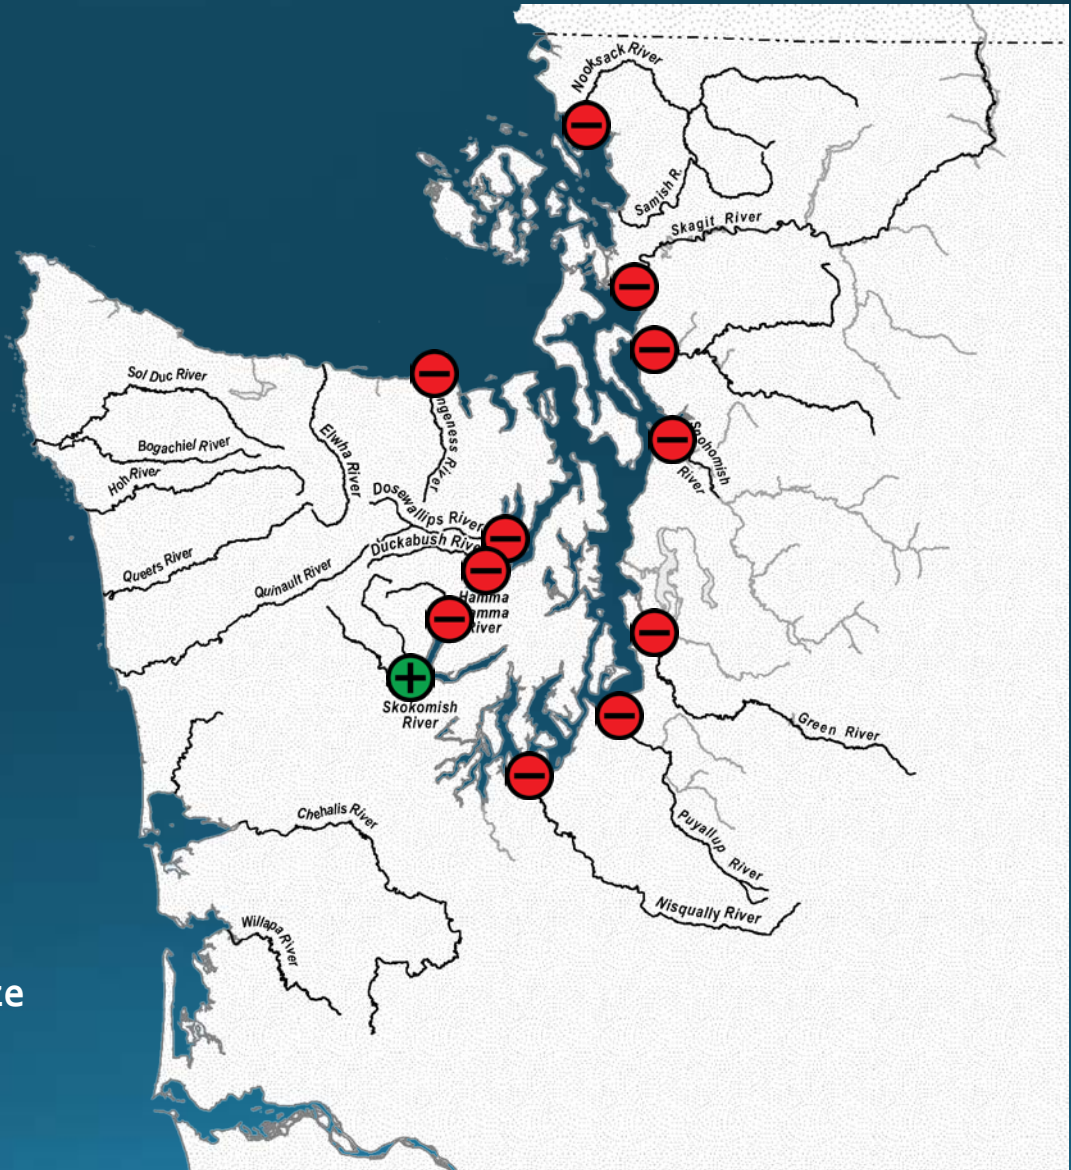 Nooksack River
Samish R.
Skagit River
Sol Duc River
Bogachiel River
Hoh River
Elwha River
ngeness River
Snohomish
River
Dosewallips River
Duckabush Rive
Queets River
Quinault River
Hamma
amma
River
Skokomish
River
Green River
Chehalis River
Puyallup River
Nisqually River
Willapa River
ce